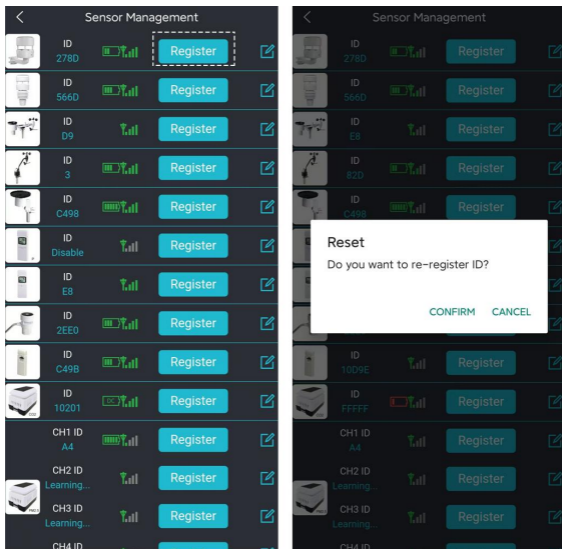 Sensor Management
ID
278D
Register
ID
566D
Register
ID
D9
Register
ID
3
Register
ID
C498
Register
ID
Disable
Register
ID
E8
Register
ID
2EE0
Register
ID
C49B
Register
ID
10201
DC
Register
CH1 ID
A4
Register
CH2 ID
Learning...
Register
PM2.5
CH3 ID
Learning...
Register
CH4 ID
Sensor Management
ID
278D
Register
ID
566D
Register
ID
E8
Register
ID
82D
Register
ID
C498
Register
Reset
Do you want to re-register ID?
CONFIRM CANCEL
ID
10D9E
Register
ID
FFFFF
Register
CH1 ID
A4
Register
CH2 ID
Learning...
Register
CH3 ID
Learning...
Register
CH4 ID